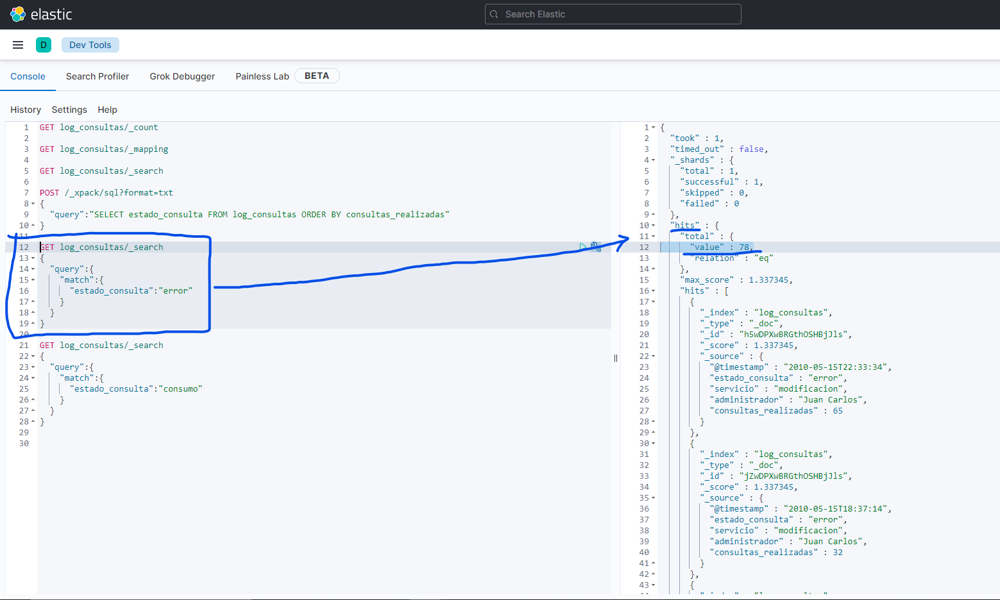 elastic
Search Elastic
D
Dev Tools
Console
Search Profiler
Grok Debugger
Painless Lab
BETA
History
Settings
Help
1 GET log_consultas/_count
2
3 GET log_consultas/_mapping
4
5 GET log_consultas/_search
6
7 POST /_xpack/sql?format=txt
8 {
9 "query":"SELECT estado_consulta FROM log_consultas ORDER BY consultas_realizadas"
10 }
11
12 GET log_consultas/_search
13 {
14 "query":{
15 "match":{
16 "estado_consulta":"error"
17 }
18 }
19 }
20
21 GET log_consultas/_search
22 {
23 "query":{
24 "match":{
25 "estado_consulta":"consumo"
26 }
27 }
28 }
29
30
1 {
2 "took" : 1,
3 "timed_out" : false,
4 "_shards" : {
5 "total" : 1,
6 "successful" : 1,
7 "skipped" : 0,
8 "failed" : 0
9 },
10 "hits" : {
11 "total" : {
12 "value" : 78,
13 "relation" : "eq"
14 },
15 "max_score" : 1.337345,
16 "hits" : [
17 {
18 "_index" : "log_consultas",
19 "_type" : "_doc",
20 "_id" : "h5wDPXwBRGthOSHBjJls",
21 "_score" : 1.337345,
22 "_source" : {
23 "@timestamp" : "2010-05-15T22:33:34",
24 "estado_consulta" : "error",
25 "servicio" : "modificacion",
26 "administrador" : "Juan Carlos",
27 "consultas_realizadas" : 65
28 }
29 },
30 {
31 "_index" : "log_consultas",
32 "_type" : "_doc",
33 "_id" : "jZwDPXwBRGthOSHBjJls",
34 "_score" : 1.337345,
35 "_source" : {
36 "@timestamp" : "2010-05-15T18:37:14",
37 "estado_consulta" : "error",
38 "servicio" : "modificacion",
39 "administrador" : "Juan Carlos",
40 "consultas_realizadas" : 32
41 }
42 },
43 {